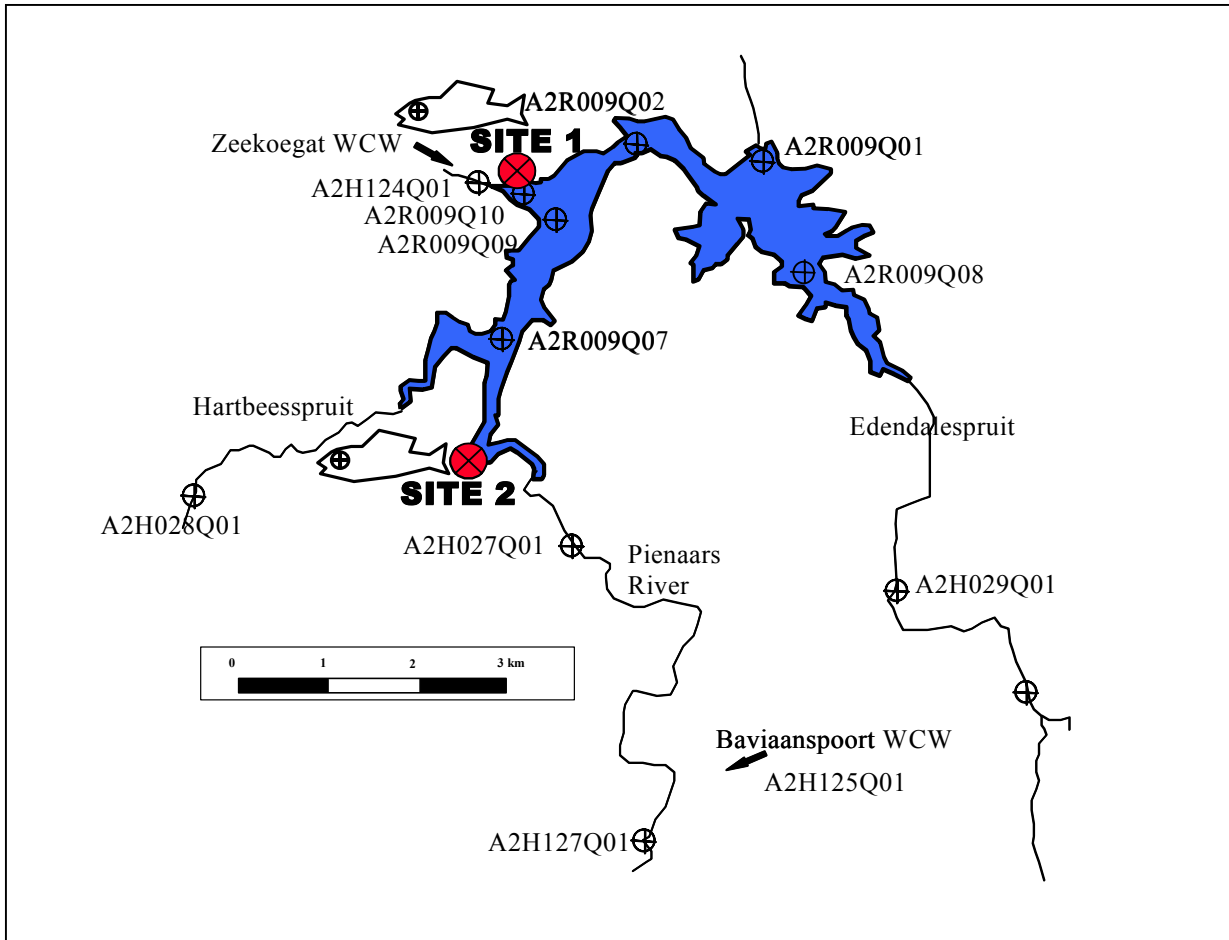 A2R009Q02
SITE 1
Zeekoegat WCW
A2R009Q01
A2H124Q01
A2R009Q10
A2R009Q09
A2R009Q08
A2R009Q07
Hartbeesspruit
Edendalespruit
SITE 2
A2H028Q01
A2H027Q01
Pienaars
River
A2H029Q01
0 1 2 3 km
Baviaanspoort WCW
A2H125Q01
A2H127Q01